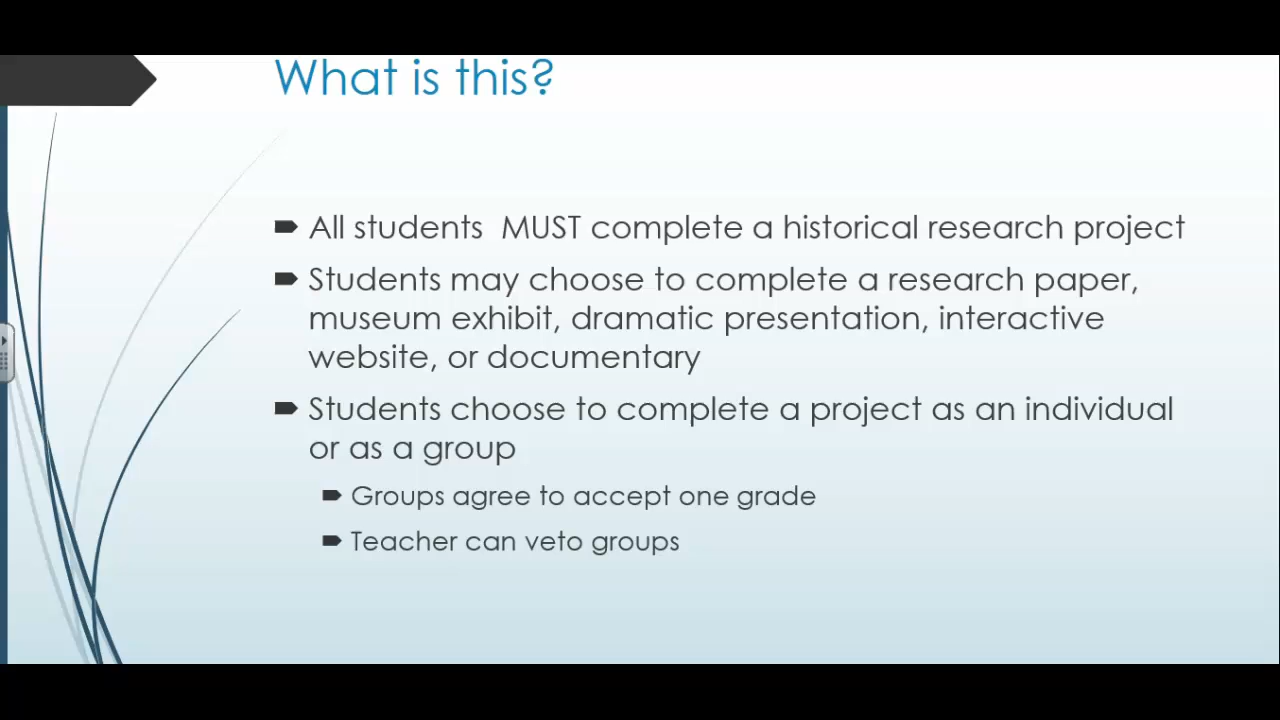 What is this?
All students  MUST complete a historical research project
Students may choose to complete a research paper,
museum exhibit, dramatic presentation, interactive
website, or documentary
Students choose to complete a project as an individual
or as a group
Groups agree to accept one grade
Teacher can veto groups